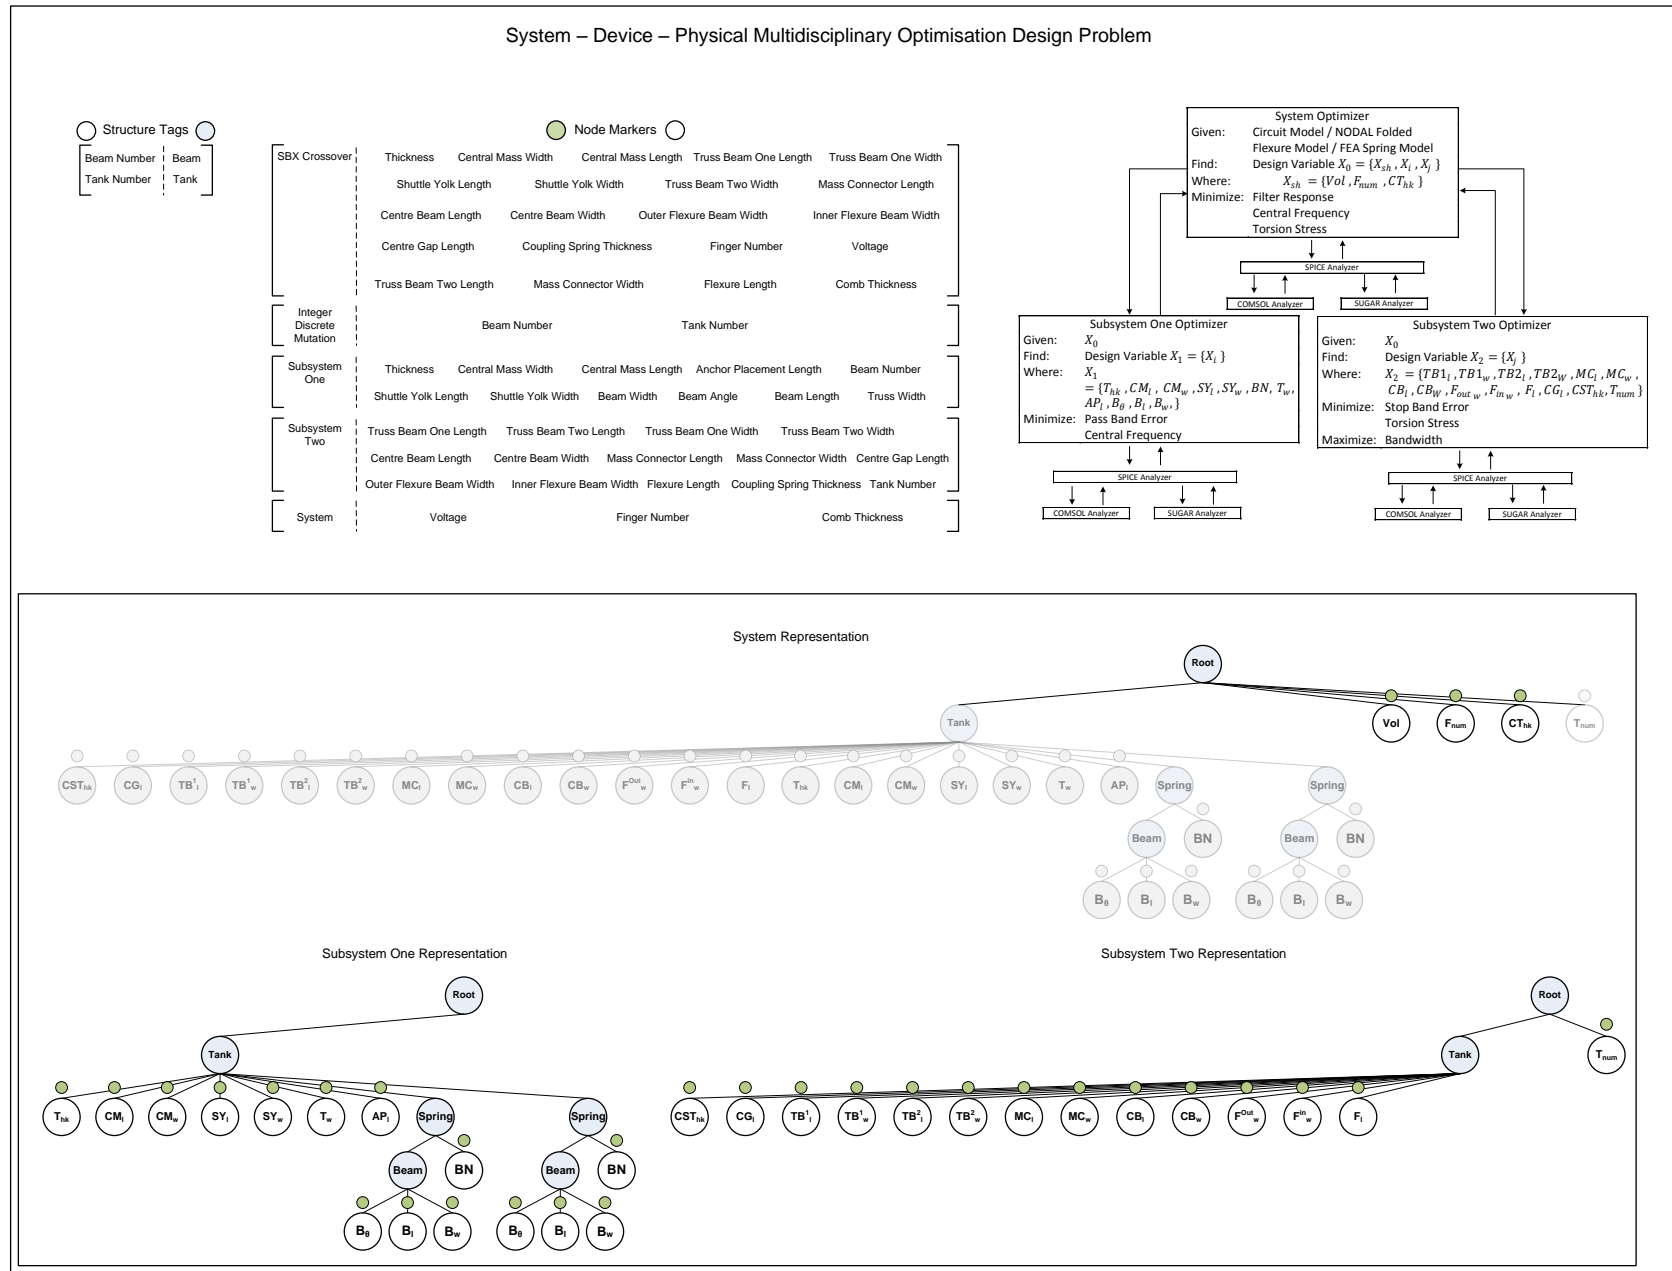 System – Device – Physical Multidisciplinary Optimisation Design Problem
Structure Tags
Beam Number Beam
Tank Number Tank
Node Markers
SBX Crossover Thickness Central Mass Width Central Mass Length Truss Beam One Length Truss Beam One Width
Shuttle Yolk Length Shuttle Yolk Width Truss Beam Two Width Mass Connector Length
Centre Beam Length Centre Beam Width Outer Flexure Beam Width Inner Flexure Beam Width
Centre Gap Length Coupling Spring Thickness Finger Number Voltage
Truss Beam Two Length Mass Connector Width Flexure Length Comb Thickness
Integer
Discrete
Mutation
Beam Number Tank Number
Subsystem
One
Thickness Central Mass Width Central Mass Length Anchor Placement Length Beam Number
Shuttle Yolk Length Shuttle Yolk Width Beam Width Beam Angle Beam Length Truss Width
Subsystem
Two
Truss Beam One Length Truss Beam Two Length Truss Beam One Width Truss Beam Two Width
Centre Beam Length Centre Beam Width Mass Connector Length Mass Connector Width Centre Gap Length
Outer Flexure Beam Width Inner Flexure Beam Width Flexure Length Coupling Spring Thickness Tank Number
System Voltage Finger Number Comb Thickness
System Optimizer
Given: Circuit Model / NODAL Folded
Flexure Model / FEA Spring Model
Find: Design Variable X0 = {Xsh , Xi , Xj }
Where: Xsh = {Vol , Fnum , CThk }
Minimize: Filter Response
Central Frequency
Torsion Stress
SPICE Analyzer
COMSOL Analyzer SUGAR Analyzer
Subsystem One Optimizer
Given: X0
Find: Design Variable X1 = {Xi }
Where: X1
= {Thk , CMl , CMw , SYl , SYw , BN, Tw ,
APl , Bθ , Bl , Bw, }
Minimize: Pass Band Error
Central Frequency
SPICE Analyzer
COMSOL Analyzer SUGAR Analyzer
Subsystem Two Optimizer
Given: X0
Find: Design Variable X2 = {Xj }
Where: X2 = {TB1l , TB1w , TB2l , TB2W , MCl , MCw ,
CBl , CBW , Fout w , Fin w , Fl , CGl , CSThk , Tnum }
Minimize: Stop Band Error
Torsion Stress
Maximize: Bandwidth
SPICE Analyzer
COMSOL Analyzer SUGAR Analyzer
System Representation
Root
Tank Vol Fnum CThk Tnum
CSThk CGl TB1l TB1w TB2l TB2w MCl MCw CBl CBw FOutw Finw Fl Thk CMl CMw SYl SYw Tw APl Spring Spring
Beam BN Beam BN
Bθ Bl Bw Bθ Bl Bw
Subsystem One Representation
Root
Tank
Thk CMl CMw SYl SYw Tw APl Spring Spring
Beam BN Beam BN
Bθ Bl Bw Bθ Bl Bw
Subsystem Two Representation
Root
Tank Tnum
CSThk CGl TB1l TB1w TB2l TB2w MCl MCw CBl CBw FOutw Finw Fl